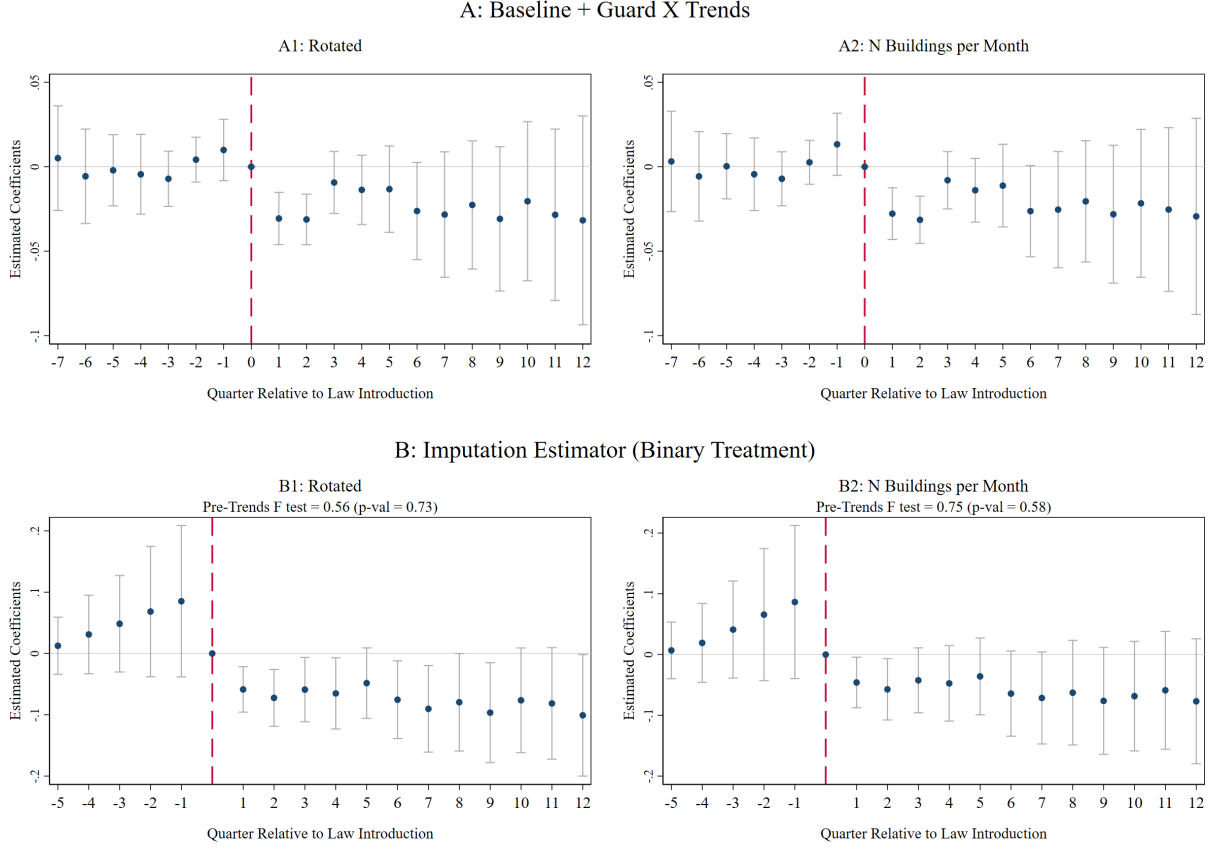 A: Baseline + Guard X Trends
A1: Rotated
A2: N Buildings per Month
.05
0
-.05
-.1
Estimated Coefficients
-7 -6 -5 -4 -3 -2 -1 0 1 2 3 4 5 6 7 8 9 10 11 12
Quarter Relative to Law Introduction
.05
0
-.05
-.1
Estimated Coefficients
-7 -6 -5 -4 -3 -2 -1 0 1 2 3 4 5 6 7 8 9 10 11 12
Quarter Relative to Law Introduction
B: Imputation Estimator (Binary Treatment)
B1: Rotated
Pre-Trends F test = 0.56 (p-val = 0.73)
B2: N Buildings per Month
Pre-Trends F test = 0.75 (p-val = 0.58)
.2
.1
0
-.1
-.2
Estimated Coefficients
-5 -4 -3 -2 -1 1 2 3 4 5 6 7 8 9 10 11 12
Quarter Relative to Law Introduction
.2
.1
0
-.1
-.2
Estimated Coefficients
-5 -4 -3 -2 -1 1 2 3 4 5 6 7 8 9 10 11 12
Quarter Relative to Law Introduction